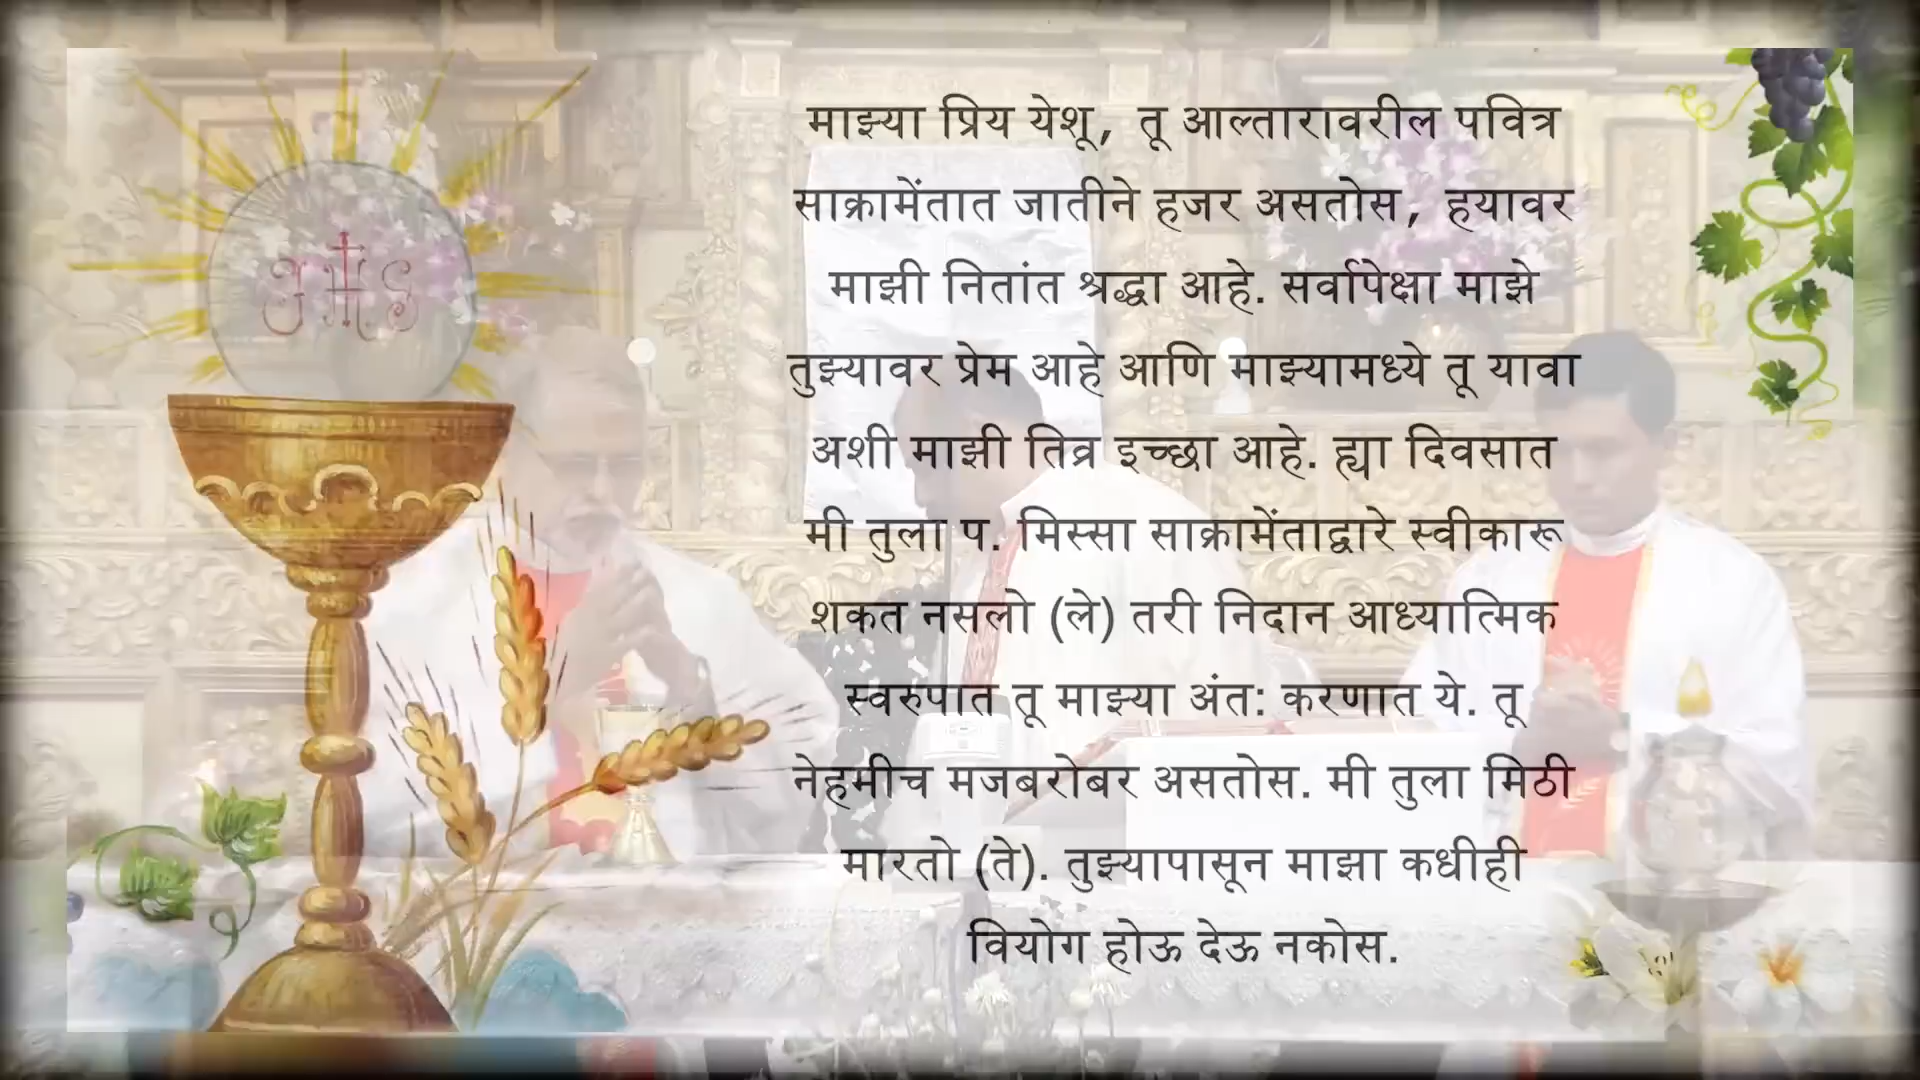 JHS
माझ्या प्रिय येशू, तू आल्तारावरील पवित्र
साक्रामेंतात जातीने हजर असतोस, हयावर
माझी नितांत श्रद्धा आहे. सर्वापेक्षा माझे
तुझ्यावर प्रेम आहे आणि माझ्यामध्ये तू यावा
अशी माझी तिव्र इच्छा आहे. ह्या दिवसात
मी तुला प. मिस्सा साक्रामेंताद्वारे स्वीकारू
शकत नसलो (ले) तरी निदान आध्यात्मिक
स्वरुपात तू माझ्या अंत: करणात ये. तू
नेहमीच मजबरोबर असतोस. मी तुला मिठी
मारतो (ते). तुझ्यापासून माझा कधीही
वियोग होऊ देऊ नकोस.